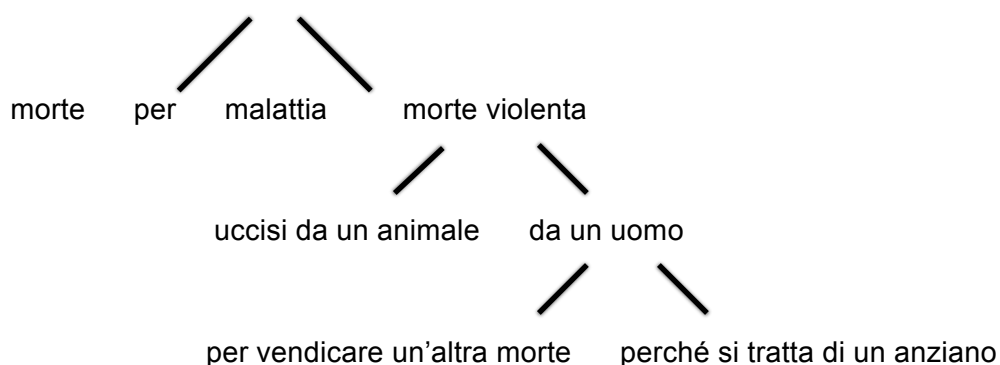 morte per malattia morte violenta
uccisi da un animale da un uomo
per vendicare un’altra morte perché si tratta di un anziano